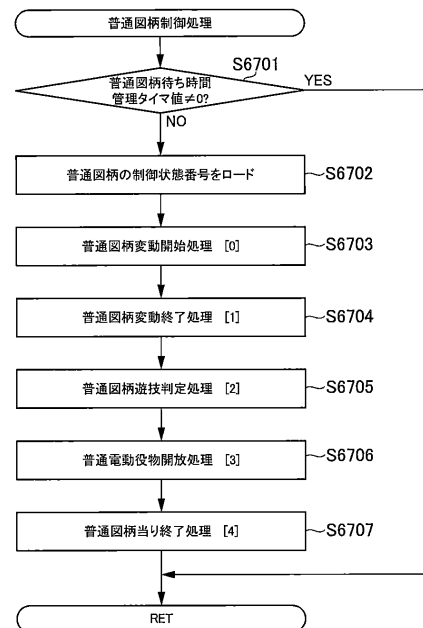 普通図柄制御処理
S6701
普通図柄待ち時間
管理タイマ値≠0?
YES
NO
普通図柄の制御状態番号をロード
S6702
普通図柄変動開始処理 [0]
S6703
普通図柄変動終了処理 [1]
S6704
普通図柄遊技判定処理 [2]
S6705
普通電動役物開放処理 [3]
S6706
普通図柄当り終了処理 [4]
S6707
RET